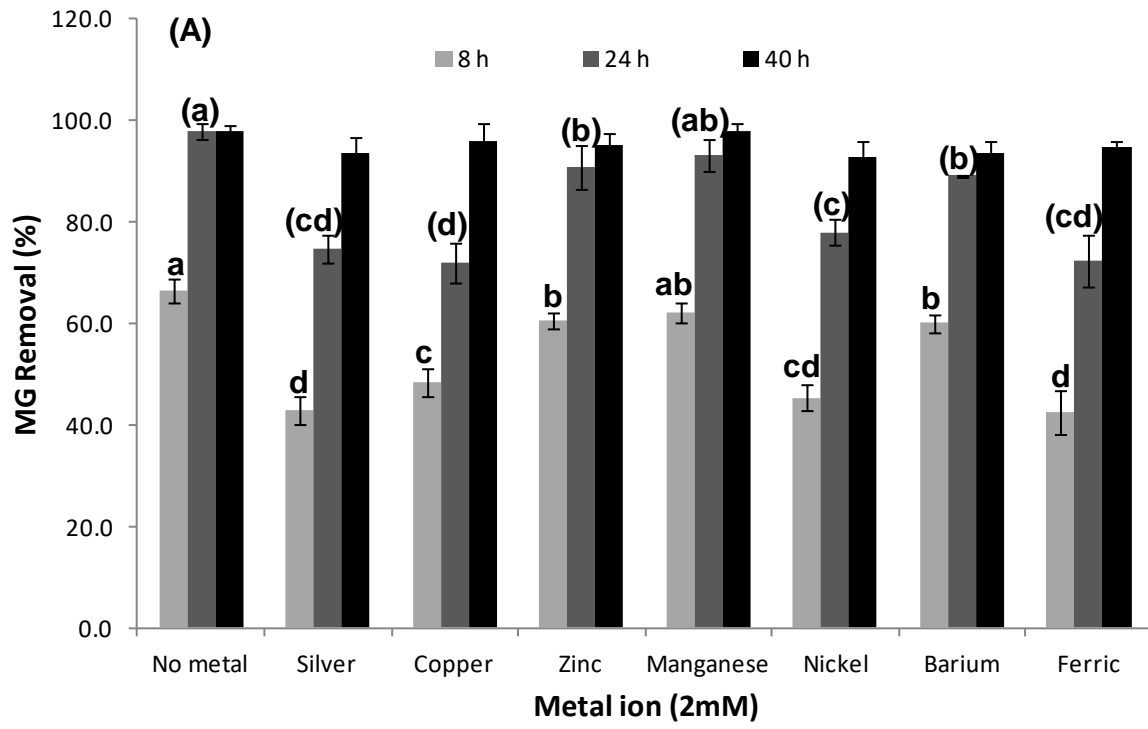 120.0
(A)
8 h 24 h 40 h
100.0
80.0
60.0
40.0
20.0
0.0
MG Removal (%)
a (a)
d (cd)
c (d)
b (b)
ab (ab)
cd (c)
b (b)
d (cd)
No metal Silver Copper Zinc Manganese Nickel Barium Ferric
Metal ion (2mM)